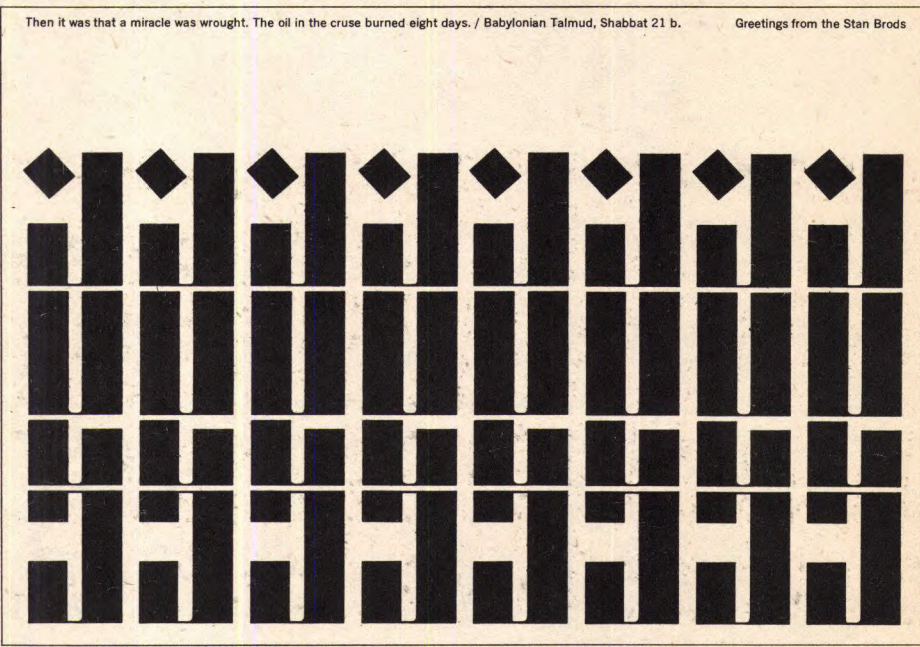 Then it was that a miracle was wrought. The oil in the cruse burned eight days. / Babylonian Talmud, Shabbat 21 b. Greetings from the Stan Brods